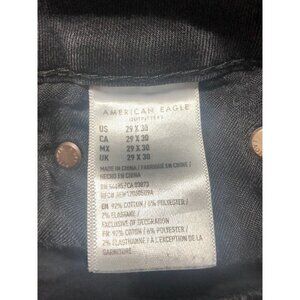 AMERICAN EAGLE
OUTFITTERS
US 29 X 30
CA 29 X 30
MX 29 X 30
UK 29 X 30
MADE IN CHINA / FABRIQUÉ EN CHINE /
HECHO EN CHINA
CA 03073
EN 92% COTTON / 6% POLYESTER /
2% ELASTANE /
EXCLUSIVE OF DECORATION
FR 92% COTON / 6% POLYESTER /
2% ÉLASTHANNE / À L'EXCEPTION DE LA
GARNITURE